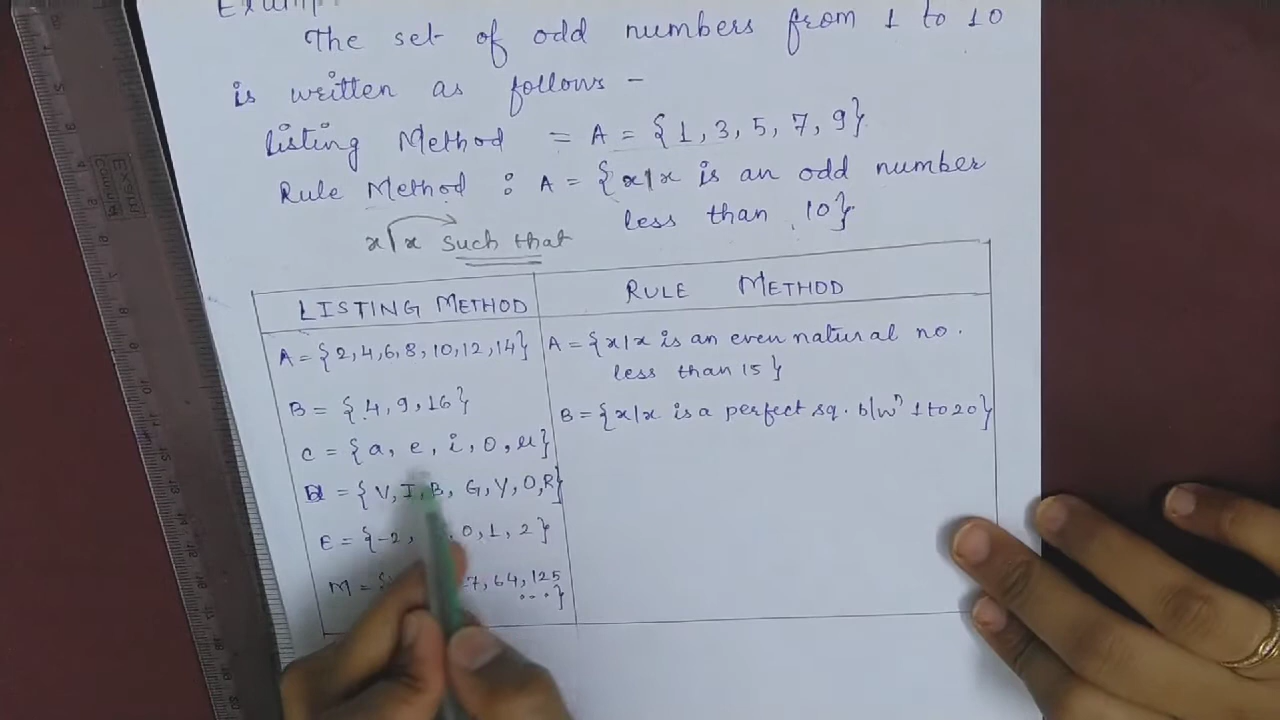 The set of odd numbers from 1 to 10
is written as follows –
Listing Method = A = {1, 3, 5, 7, 9}
Rule Method : A = {x/x is an odd number
less than 10}
x/x such that
LISTING METHOD
RULE METHOD
A = {2,4,6,8,10,12,14}
A = {x/x is an even natural no.
less than 15}
B = {4, 9, 16}
B = {x/x is a perfect sq. b/wⁿ 1 to 20}
C = {a, e, i, o, u}
= {V, I, B, G, Y, O, R}
E = {-2, 0, 1, 2}
M = { 64, 125
...}